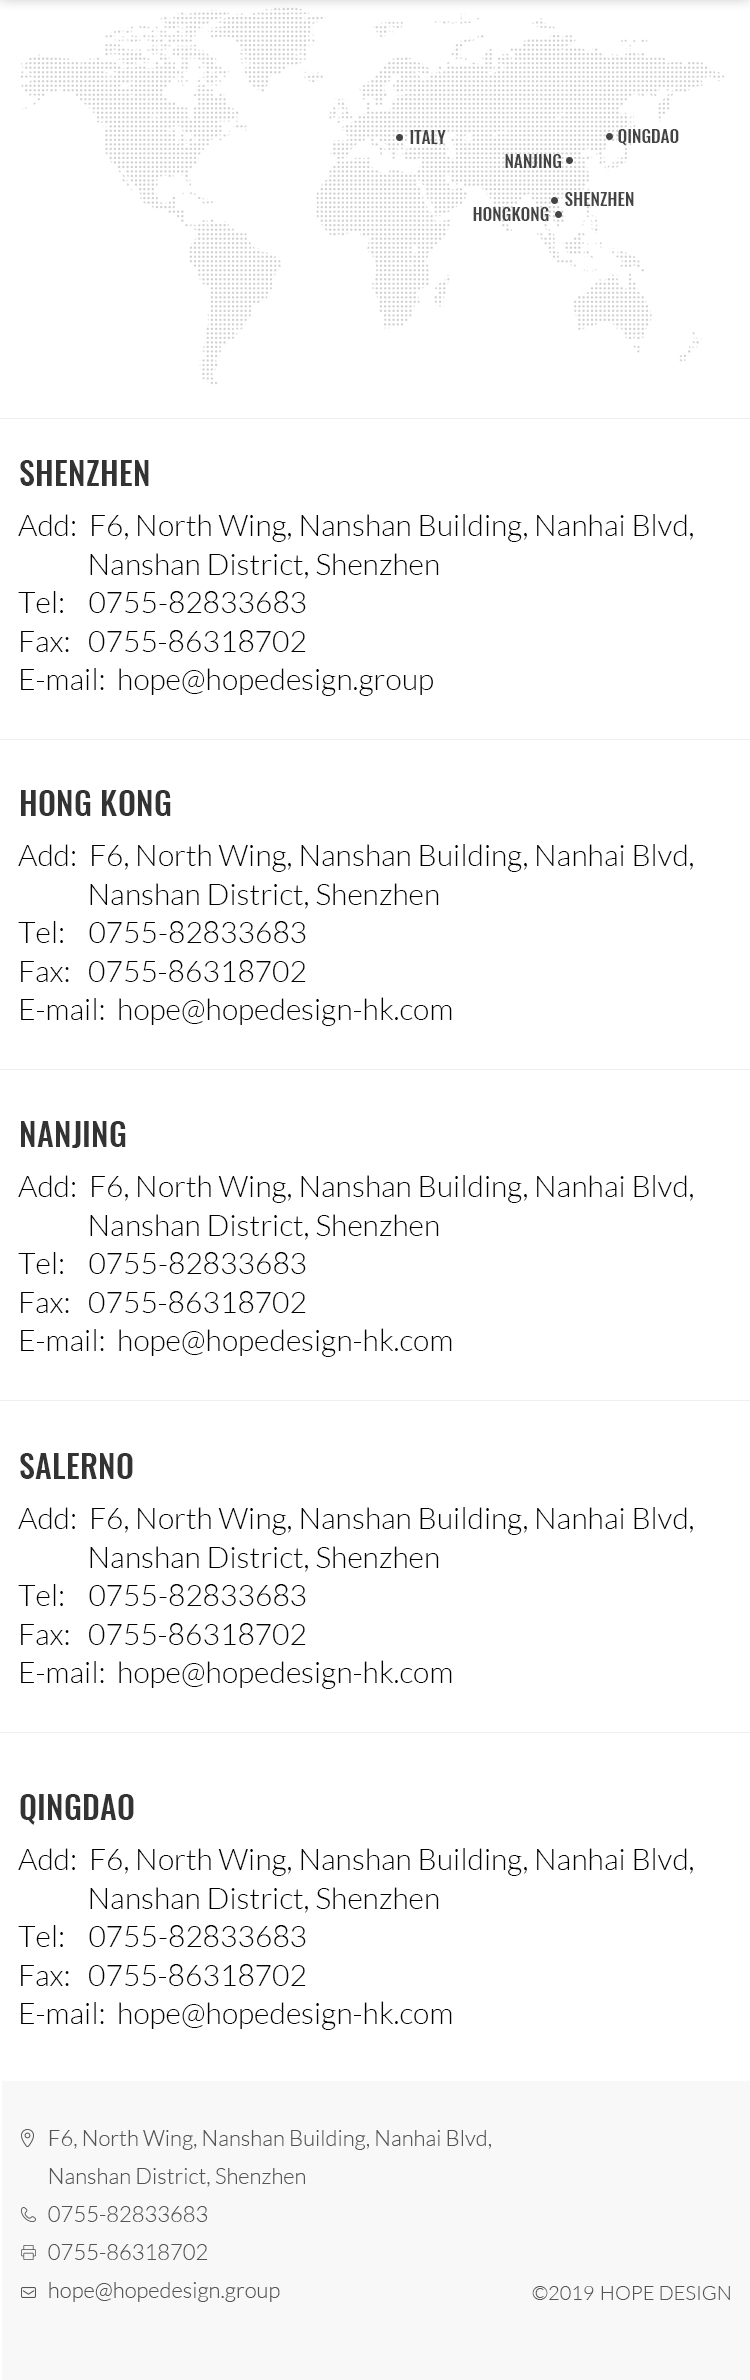 ITALY
QINGDAO
NANJING
SHENZHEN
HONGKONG
SHENZHEN
Add: F6, North Wing, Nanshan Building, Nanhai Blvd,
Nanshan District, Shenzhen
Tel: 0755-82833683
Fax: 0755-86318702
E-mail: hope@hopedesign.group
HONG KONG
Add: F6, North Wing, Nanshan Building, Nanhai Blvd,
Nanshan District, Shenzhen
Tel: 0755-82833683
Fax: 0755-86318702
E-mail: hope@hopedesign-hk.com
NANJING
Add: F6, North Wing, Nanshan Building, Nanhai Blvd,
Nanshan District, Shenzhen
Tel: 0755-82833683
Fax: 0755-86318702
E-mail: hope@hopedesign-hk.com
SALERNO
Add: F6, North Wing, Nanshan Building, Nanhai Blvd,
Nanshan District, Shenzhen
Tel: 0755-82833683
Fax: 0755-86318702
E-mail: hope@hopedesign-hk.com
QINGDAO
Add: F6, North Wing, Nanshan Building, Nanhai Blvd,
Nanshan District, Shenzhen
Tel: 0755-82833683
Fax: 0755-86318702
E-mail: hope@hopedesign-hk.com
F6, North Wing, Nanshan Building, Nanhai Blvd,
Nanshan District, Shenzhen
0755-82833683
0755-86318702
hope@hopedesign.group
©2019 HOPE DESIGN